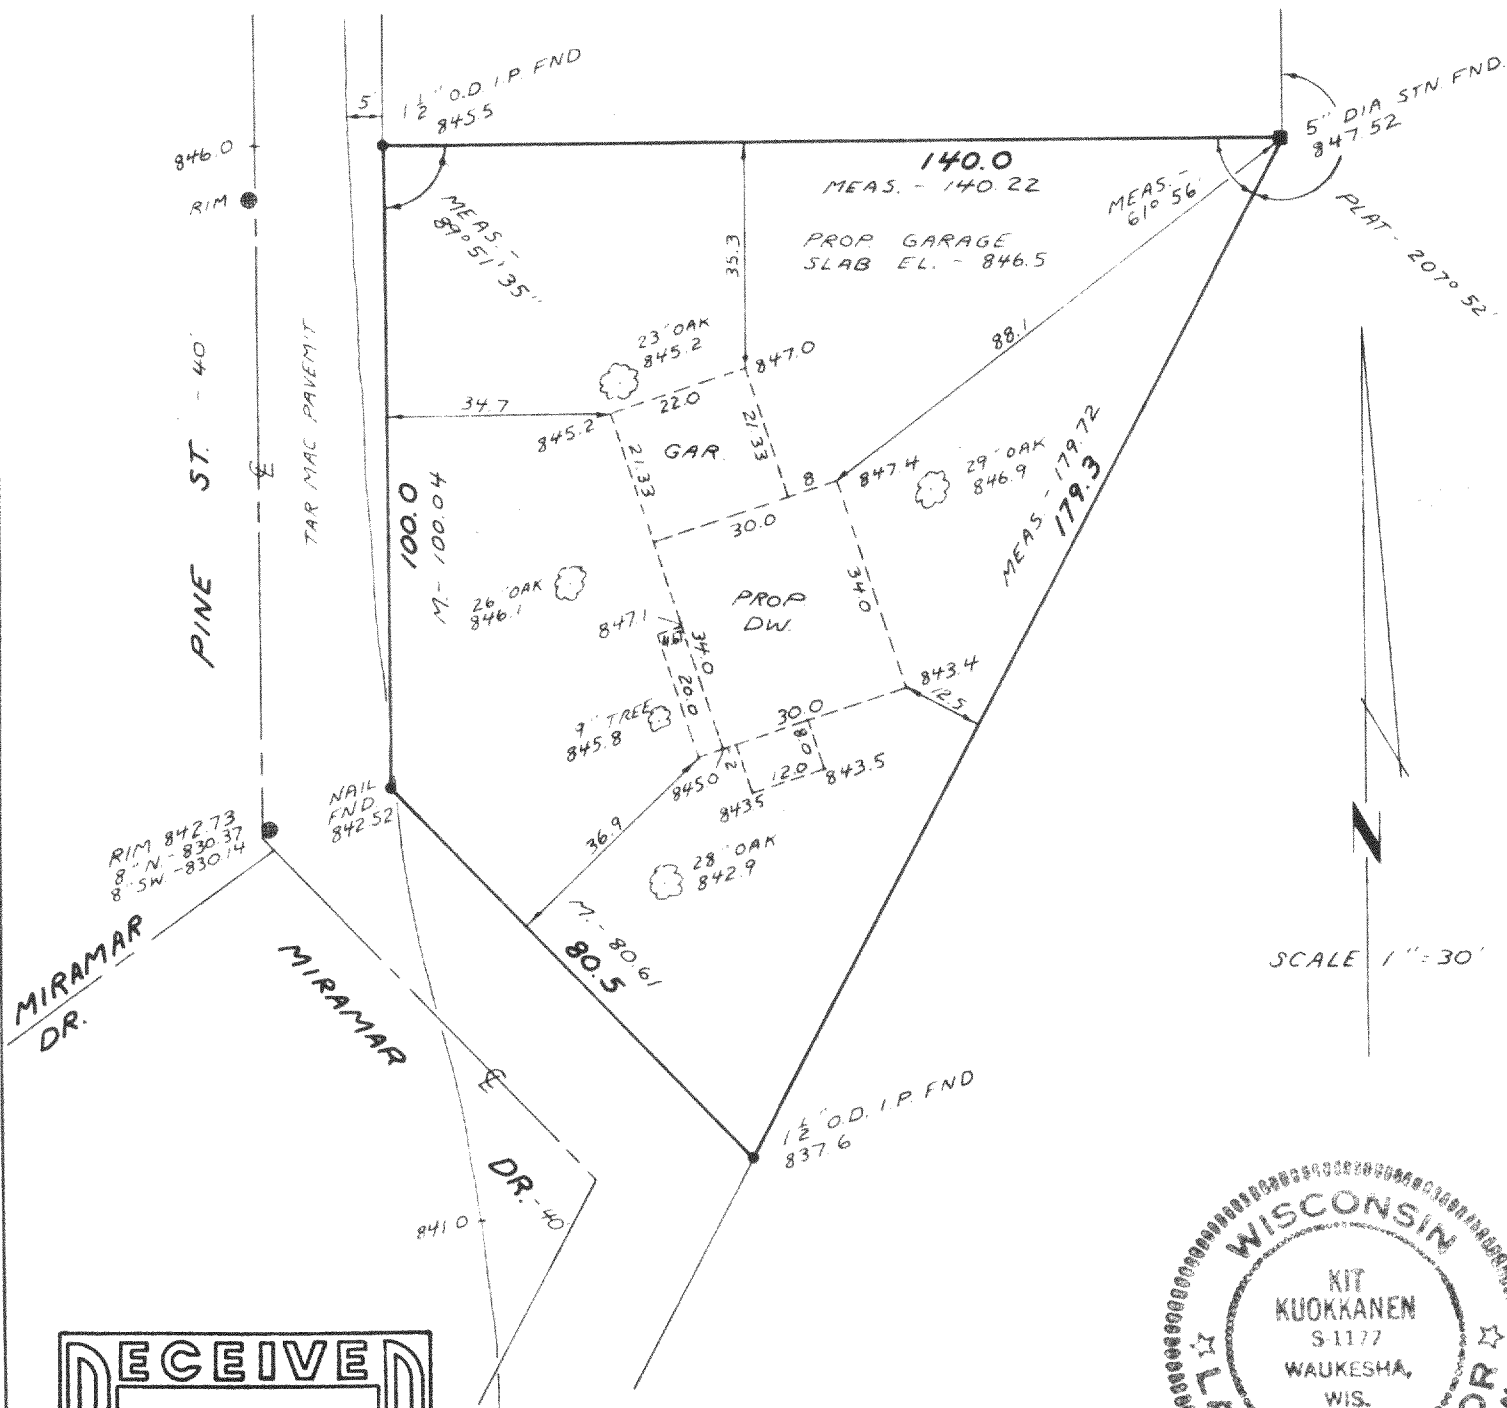 1 1/2" O.D I.P. FND
845.5
5
5" DIA STN. FND.
847.52
846.0
RIM
140.0
MEAS. - 140.22
MEAS. -
61° 56'
PLAT - 207° 52'
MEAS. -
89° 51' 35"
35.3
PROP. GARAGE
SLAB EL. - 846.5
PINE ST. - 40'
TAR MAC PAVEMIT
23" OAK
845.2
847.0
88.1
34.7
22.0
845.2
21.33
GAR.
21.33
8
847.4
29" OAK
846.9
MEAS. - 179.72
179.3
100.0
M. - 100.04
30.0
26" OAK
846.1
PROP
DW.
34.0
847.1
34.0
20.0
843.4
12.5
9" TREE
845.8
30.0
8.0
845.0
2
12.0
843.5
843.5
NAIL
FND
842.52
36.9
28" OAK
842.9
RIM 842.73
8" N. - 830.37
8" SW. - 830.14
M. - 80.61
80.5
MIRAMAR
DR.
MIRAMAR
DR. - 40'
N
SCALE 1" = 30'
1 1/2" O.D. I.P. FND
837.6
841.0
WISCONSIN
KIT
KUOKKANEN
S-1177
WAUKESHA,
WIS.
RECEIVED